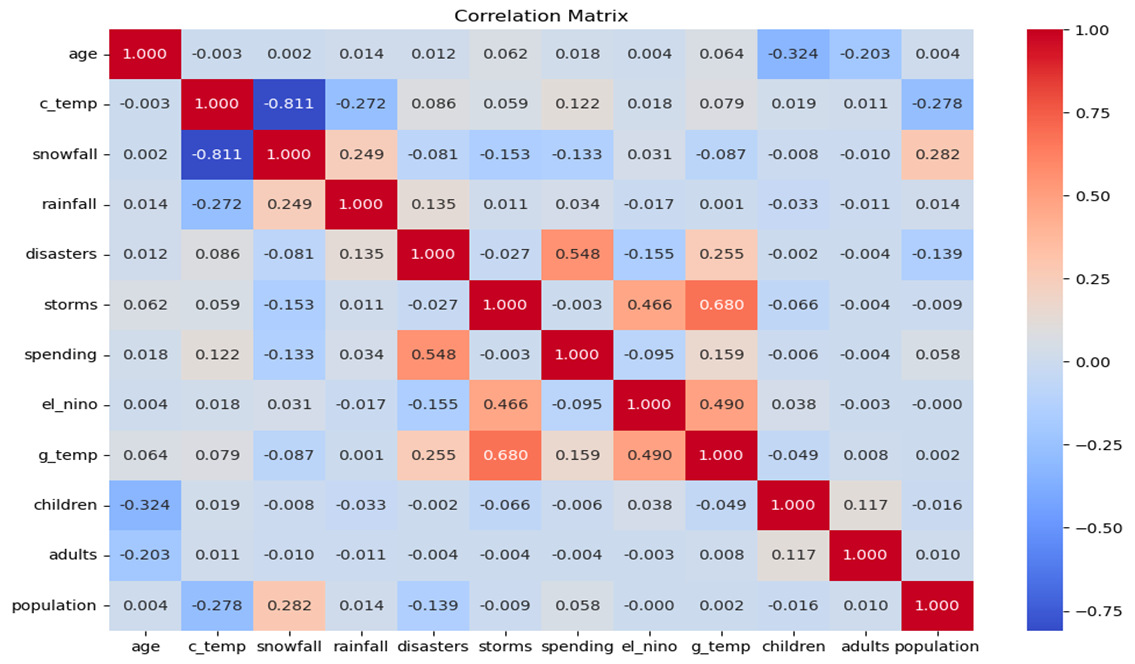 Correlation Matrix
age 1.000 -0.003 0.002 0.014 0.012 0.062 0.018 0.004 0.064 -0.324 -0.203 0.004
c_temp -0.003 1.000 -0.811 -0.272 0.086 0.059 0.122 0.018 0.079 0.019 0.011 -0.278
snowfall 0.002 -0.811 1.000 0.249 -0.081 -0.153 -0.133 0.031 -0.087 -0.008 -0.010 0.282
rainfall 0.014 -0.272 0.249 1.000 0.135 0.011 0.034 -0.017 0.001 -0.033 -0.011 0.014
disasters 0.012 0.086 -0.081 0.135 1.000 -0.027 0.548 -0.155 0.255 -0.002 -0.004 -0.139
storms 0.062 0.059 -0.153 0.011 -0.027 1.000 -0.003 0.466 0.680 -0.066 -0.004 -0.009
spending 0.018 0.122 -0.133 0.034 0.548 -0.003 1.000 -0.095 0.159 -0.006 -0.004 0.058
el_nino 0.004 0.018 0.031 -0.017 -0.155 0.466 -0.095 1.000 0.490 0.038 -0.003 -0.000
g_temp 0.064 0.079 -0.087 0.001 0.255 0.680 0.159 0.490 1.000 -0.049 0.008 0.002
children -0.324 0.019 -0.008 -0.033 -0.002 -0.066 -0.006 0.038 -0.049 1.000 0.117 -0.016
adults -0.203 0.011 -0.010 -0.011 -0.004 -0.004 -0.004 -0.003 0.008 0.117 1.000 0.010
population 0.004 -0.278 0.282 0.014 -0.139 -0.009 0.058 -0.000 0.002 -0.016 0.010 1.000
age c_temp snowfall rainfall disasters storms spending el_nino g_temp children adults population
1.00
0.75
0.50
0.25
0.00
−0.25
−0.50
−0.75